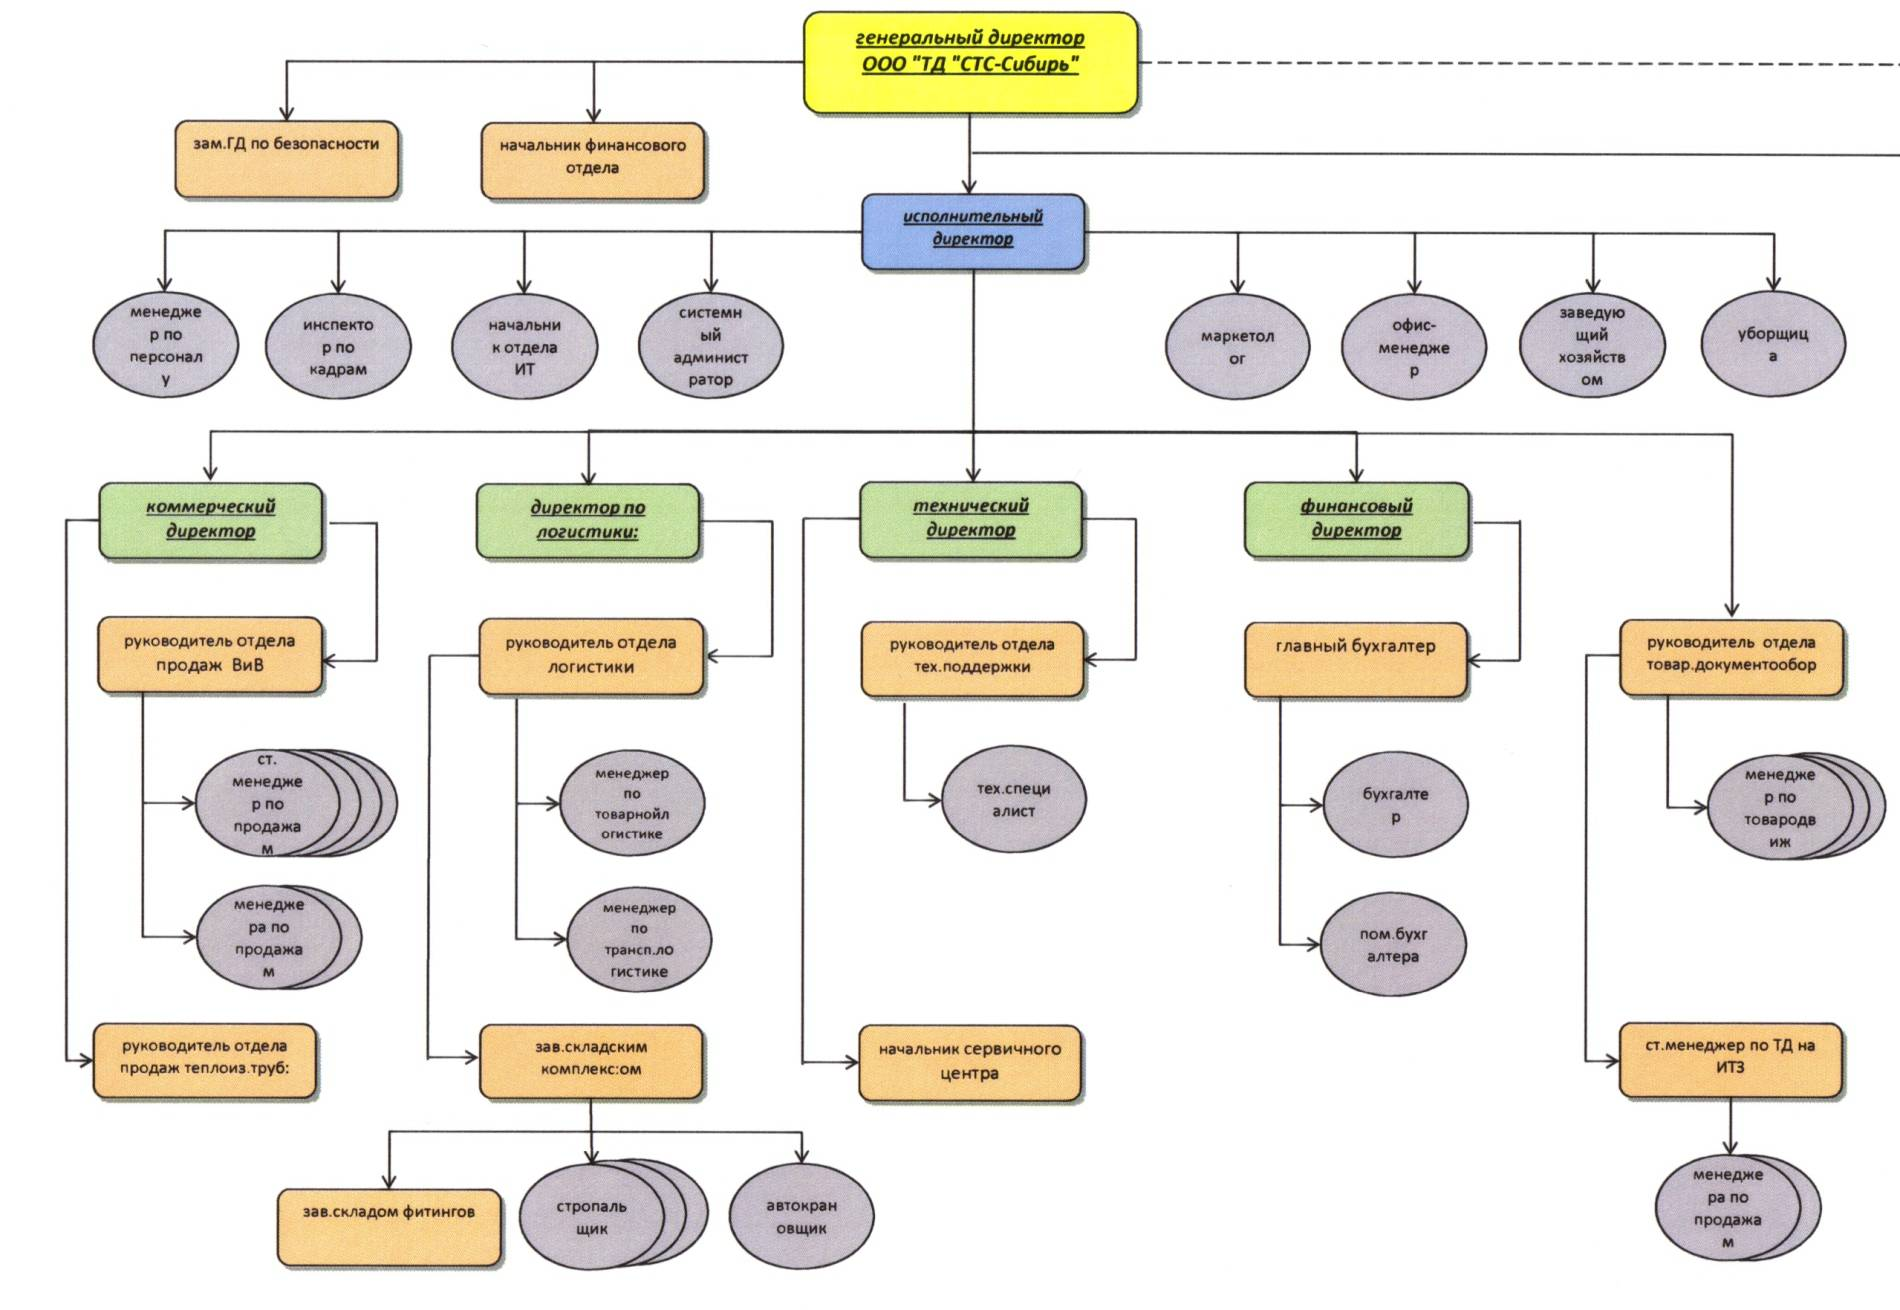 генеральный директор
ООО "ТД "СТС-Сибирь"
зам.ГД по безопасности
начальник финансового
отдела
исполнительный
директор
менедже
р по
персонал
у
инспекто
р по
кадрам
начальни
к отдела
ИТ
системн
ый
админист
ратор
маркетол
ог
офис-
менедже
р
заведую
щий
хозяйств
ом
уборщиц
а
коммерческий
директор
директор по
логистики:
технический
директор
финансовый
директор
руководитель отдела
продаж ВиВ
руководитель отдела
логистики
руководитель отдела
тех.поддержки
главный бухгалтер
руководитель отдела
товар.документообор
ст.
менедже
р по
продажа
м
менеджер
по
товарнойл
огистике
тех.специ
алист
бухгалте
р
менедже
р по
товародв
иж
менедже
ра по
продажа
м
менеджер
по
трансп.ло
гистике
пом.бухг
алтера
руководитель отдела
продаж теплоиз.труб:
зав.складским
комплекс:ом
начальник сервичного
центра
ст.менеджер по ТД на
ИТЗ
зав.складом фитингов
стропаль
щик
автокран
овщик
менедже
ра по
продажа
м